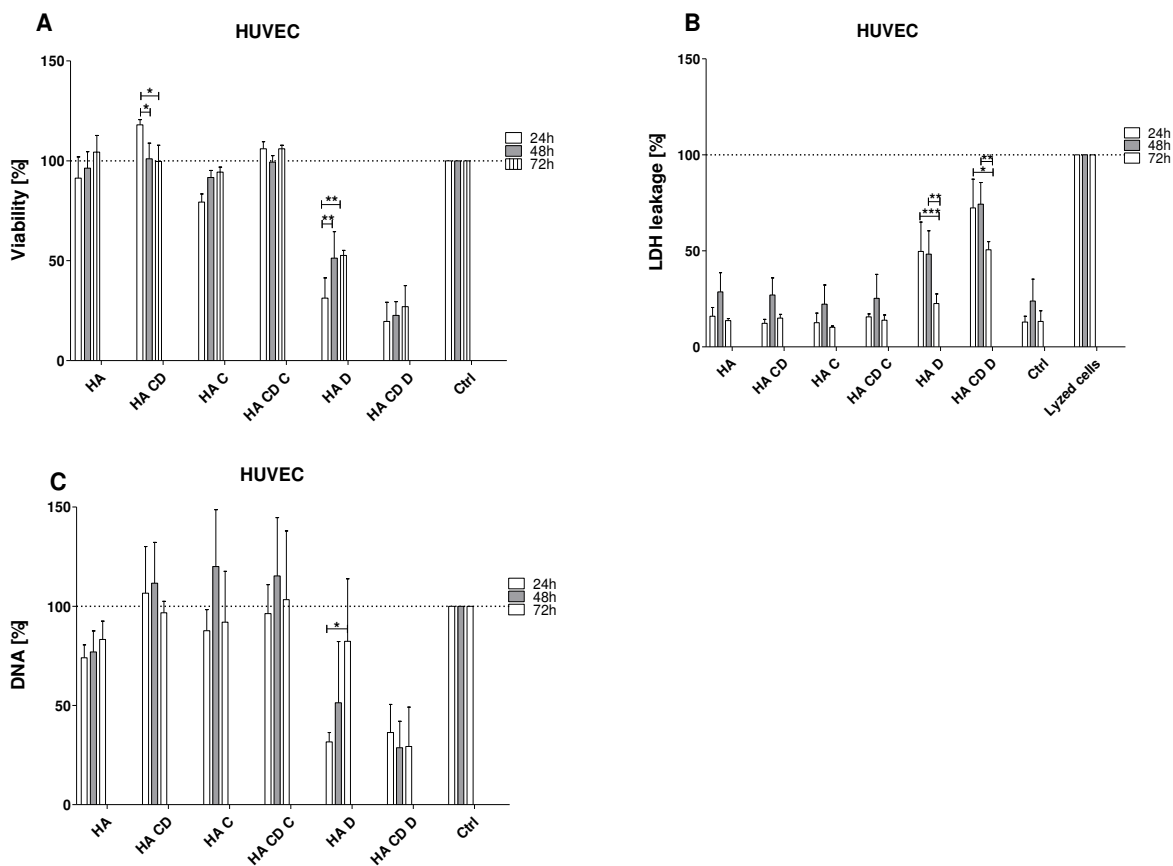 A
HUVEC
150
100
50
0
Viability [%]
*
*
**
**
24h
48h
72h
HA
HA CD
HA C
HA CD C
HA D
HA CD D
Ctrl
B
HUVEC
150
100
50
0
LDH leakage [%]
**
***
**
*
24h
48h
72h
HA
HA CD
HA C
HA CD C
HA D
HA CD D
Ctrl
Lyzed cells
C
HUVEC
150
100
50
0
DNA [%]
*
24h
48h
72h
HA
HA CD
HA C
HA CD C
HA D
HA CD D
Ctrl